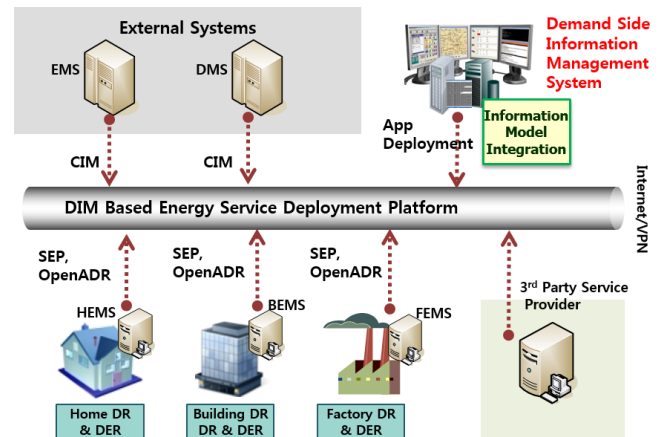 External Systems
EMS
DMS
Demand Side
Information
Management
System
App
Deployment
Information
Model
Integration
CIM
CIM
DIM Based Energy Service Deployment Platform
Internet/VPN
SEP,
OpenADR
SEP,
OpenADR
SEP,
OpenADR
3rd Party Service
Provider
HEMS
BEMS
FEMS
Home DR
& DER
Building DR
DR & DER
Factory DR
& DER